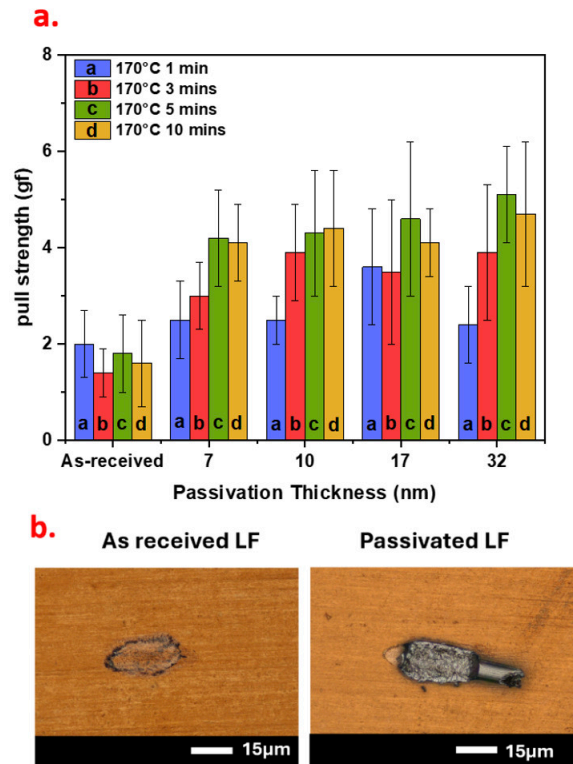 a.
8
6
4
2
0
pull strength (gf)
a 170°C 1 min
b 170°C 3 mins
c 170°C 5 mins
d 170°C 10 mins
a b c d a b c d a b c d a b c d a b c d
As-received 7 10 17 32
Passivation Thickness (nm)
b.
As received LF Passivated LF
15µm 15µm